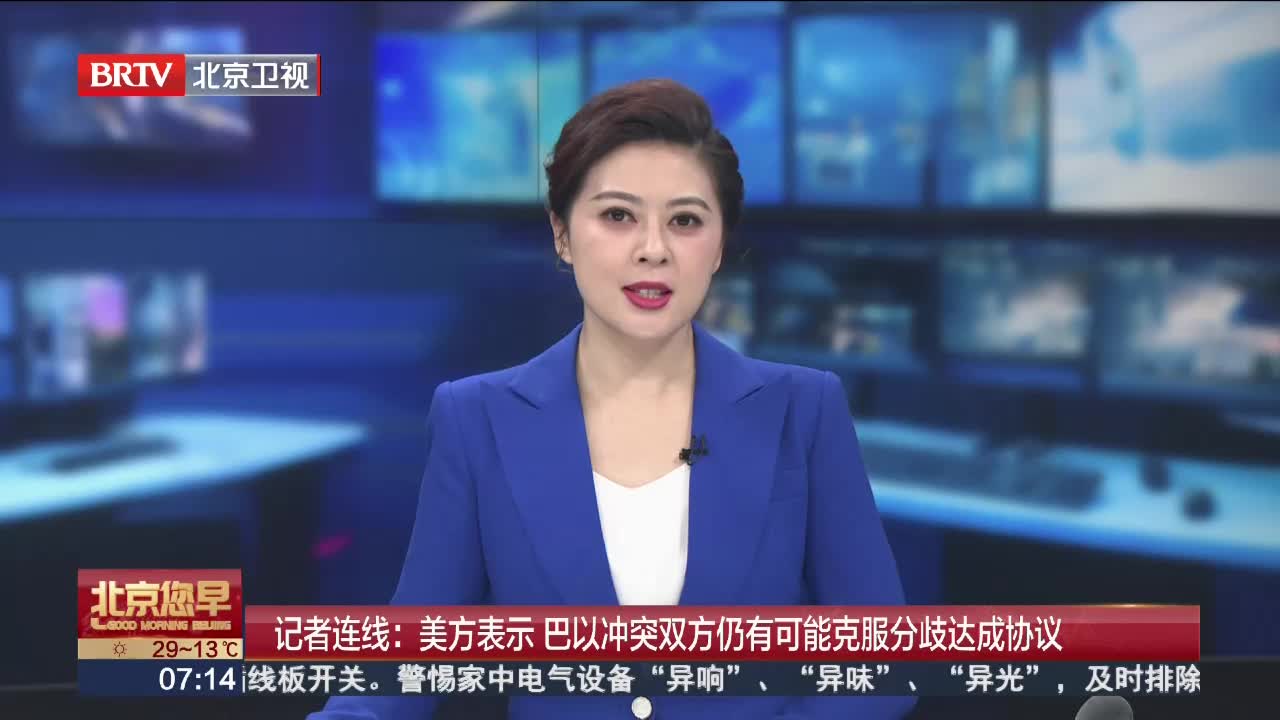 BRTV 北京卫视
北京您早
GOOD MORNING BEIJING
29~13℃
记者连线：美方表示 巴以冲突双方仍有可能克服分歧达成协议
07:14
线板开关。警惕家中电气设备“异响”、“异味”、“异光”，及时排除